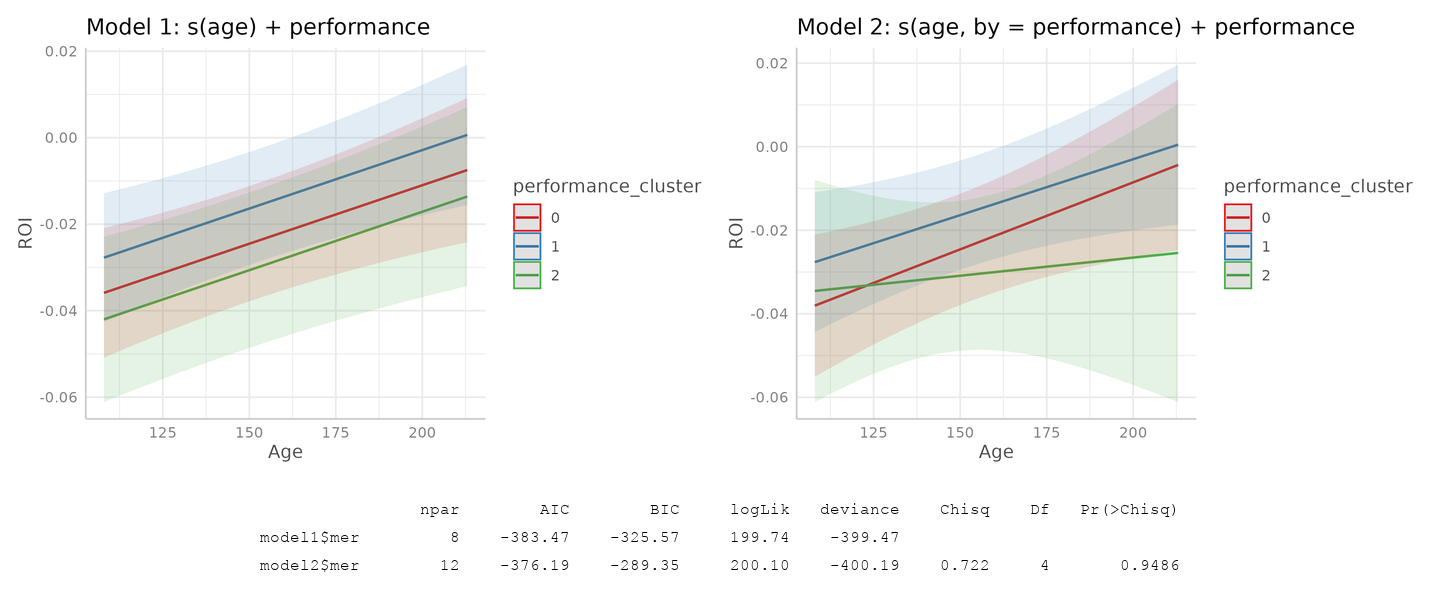 Model 1: s(age) + performance
0.02
0.00
-0.02
-0.04
-0.06
ROI
125 150 175 200
Age
performance_cluster
0
1
2
Model 2: s(age, by = performance) + performance
0.02
0.00
-0.02
-0.04
-0.06
ROI
125 150 175 200
Age
performance_cluster
0
1
2
npar AIC BIC logLik deviance Chisq Df Pr(>Chisq)
model1$mer 8 -383.47 -325.57 199.74 -399.47
model2$mer 12 -376.19 -289.35 200.10 -400.19 0.722 4 0.9486